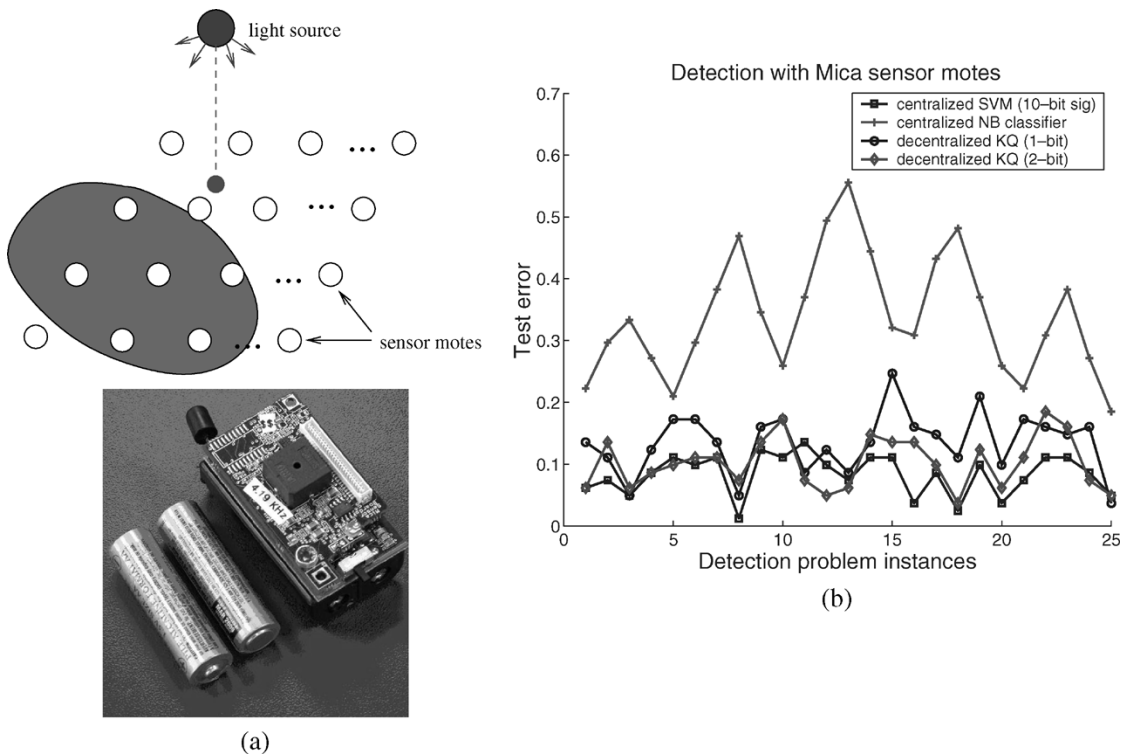 light source
sensor motes
4.19 KHz
(a)
Detection with Mica sensor motes
centralized SVM (10–bit sig)
centralized NB classifier
decentralized KQ (1–bit)
decentralized KQ (2–bit)
0.7
0.6
0.5
0.4
0.3
0.2
0.1
0
Test error
0 5 10 15 20 25
Detection problem instances
(b)